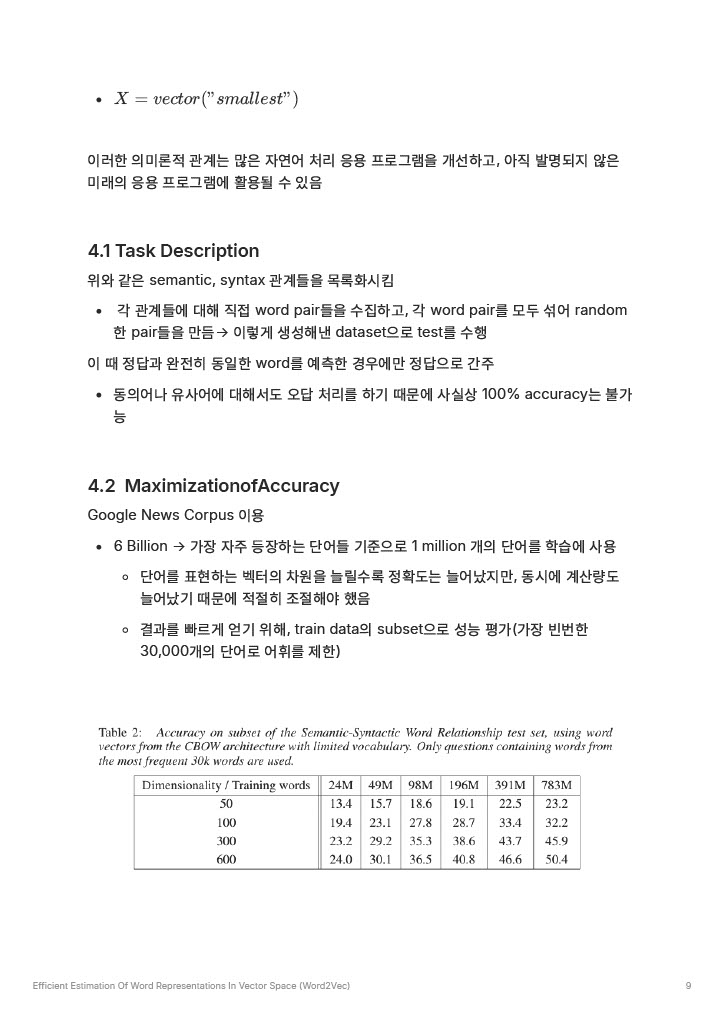 • X = vector("smallest")
이러한 의미론적 관계는 많은 자연어 처리 응용 프로그램을 개선하고, 아직 발명되지 않은
미래의 응용 프로그램에 활용될 수 있음
4.1 Task Description
위와 같은 semantic, syntax 관계들을 목록화시킴
• 각 관계들에 대해 직접 word pair들을 수집하고, 각 word pair를 모두 섞어 random
한 pair들을 만듬→ 이렇게 생성해낸 dataset으로 test를 수행
이 때 정답과 완전히 동일한 word를 예측한 경우에만 정답으로 간주
• 동의어나 유사어에 대해서도 오답 처리를 하기 때문에 사실상 100% accuracy는 불가
능
4.2 MaximizationofAccuracy
Google News Corpus 이용
• 6 Billion → 가장 자주 등장하는 단어들 기준으로 1 million 개의 단어를 학습에 사용
◦ 단어를 표현하는 벡터의 차원을 늘릴수록 정확도는 늘어났지만, 동시에 계산량도
늘어났기 때문에 적절히 조절해야 했음
◦ 결과를 빠르게 얻기 위해, train data의 subset으로 성능 평가(가장 빈번한
30,000개의 단어로 어휘를 제한)
Table 2: Accuracy on subset of the Semantic-Syntactic Word Relationship test set, using word
vectors from the CBOW architecture with limited vocabulary. Only questions containing words from
the most frequent 30k words are used.
Dimensionality / Training words 24M 49M 98M 196M 391M 783M
50 13.4 15.7 18.6 19.1 22.5 23.2
100 19.4 23.1 27.8 28.7 33.4 32.2
300 23.2 29.2 35.3 38.6 43.7 45.9
600 24.0 30.1 36.5 40.8 46.6 50.4
Efficient Estimation Of Word Representations In Vector Space (Word2Vec) 9